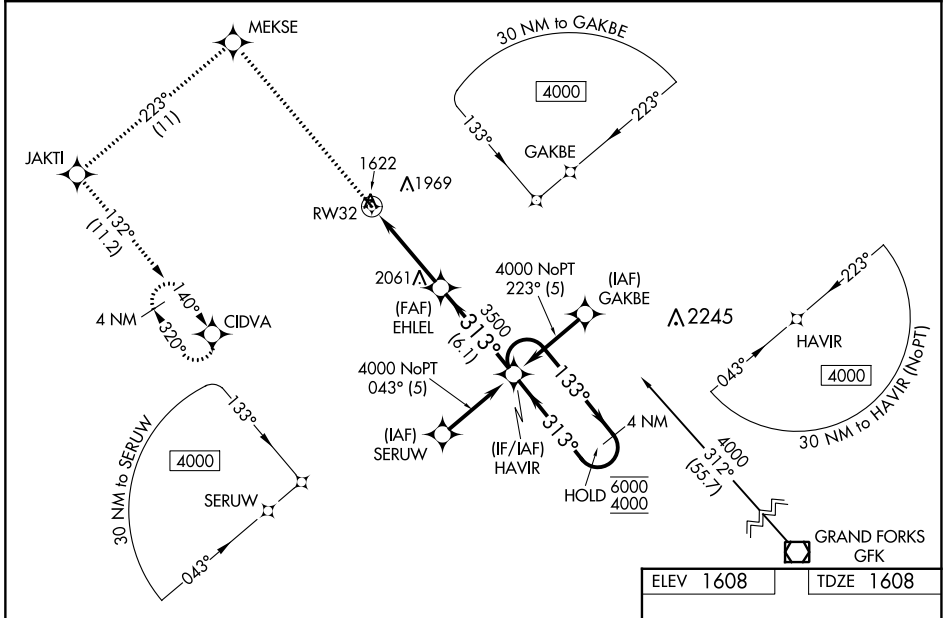 MEKSE
223°
(11)
JAKTI
132°
(11.2)
140°
320°
4 NM
CIDVA
30 NM to GAKBE
4000
133°
223°
GAKBE
1622
1969
RW32
2061
(FAF)
EHLEL
3500
313°
(6.1)
4000 NoPT
223° (5)
(IAF)
GAKBE
2245
4000 NoPT
043° (5)
(IAF)
SERUW
(IF/IAF)
HAVIR
133°
313°
4 NM
HOLD
6000
4000
223°
HAVIR
043°
4000
30 NM to HAVIR (NoPT)
30 NM to SERUW
133°
4000
SERUW
043°
4000
312°
(55.7)
GRAND FORKS
GFK
ELEV 1608
TDZE 1608